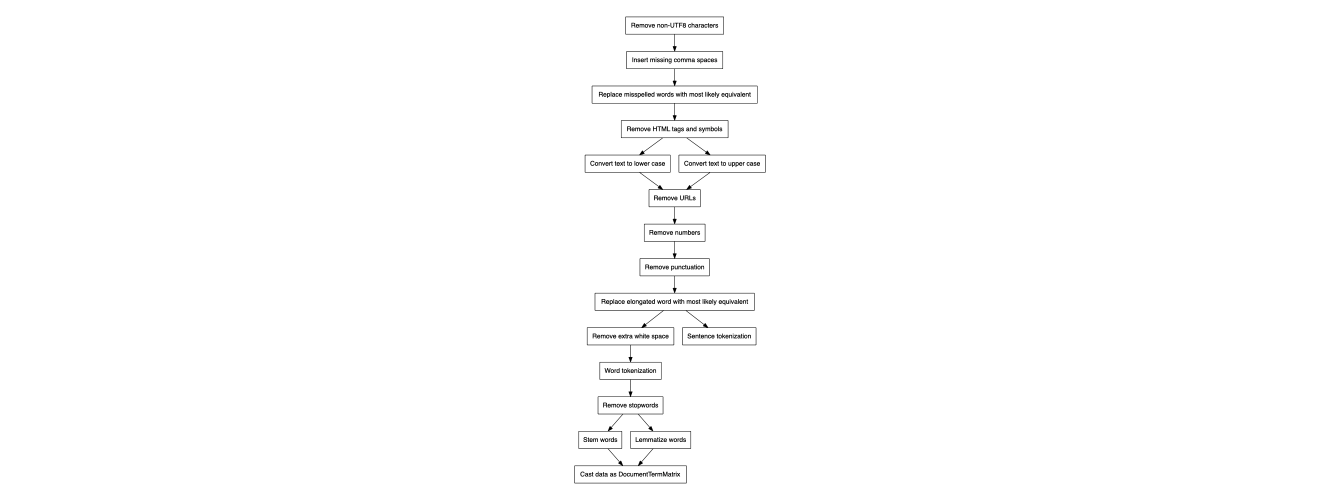 Remove non-UTF8 characters
Insert missing comma spaces
Replace misspelled words with most likely equivalent
Remove HTML tags and symbols
Convert text to lower case
Convert text to upper case
Remove URLs
Remove numbers
Remove punctuation
Replace elongated word with most likely equivalent
Remove extra white space
Sentence tokenization
Word tokenization
Remove stopwords
Stem words
Lemmatize words
Cast data as DocumentTermMatrix